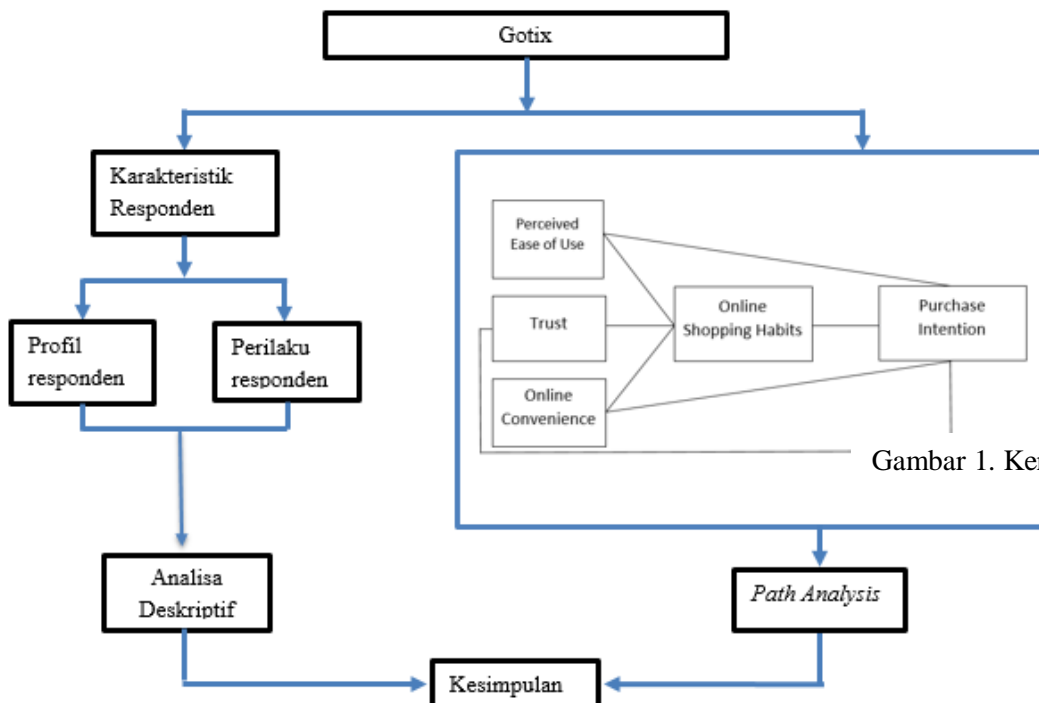 Gotix
Karakteristik
Responden
Profil
responden
Perilaku
responden
Analisa
Deskriptif
Perceived
Ease of Use
Trust
Online
Convenience
Online
Shopping Habits
Purchase
Intention
Gambar 1.
Path Analysis
Kesimpulan